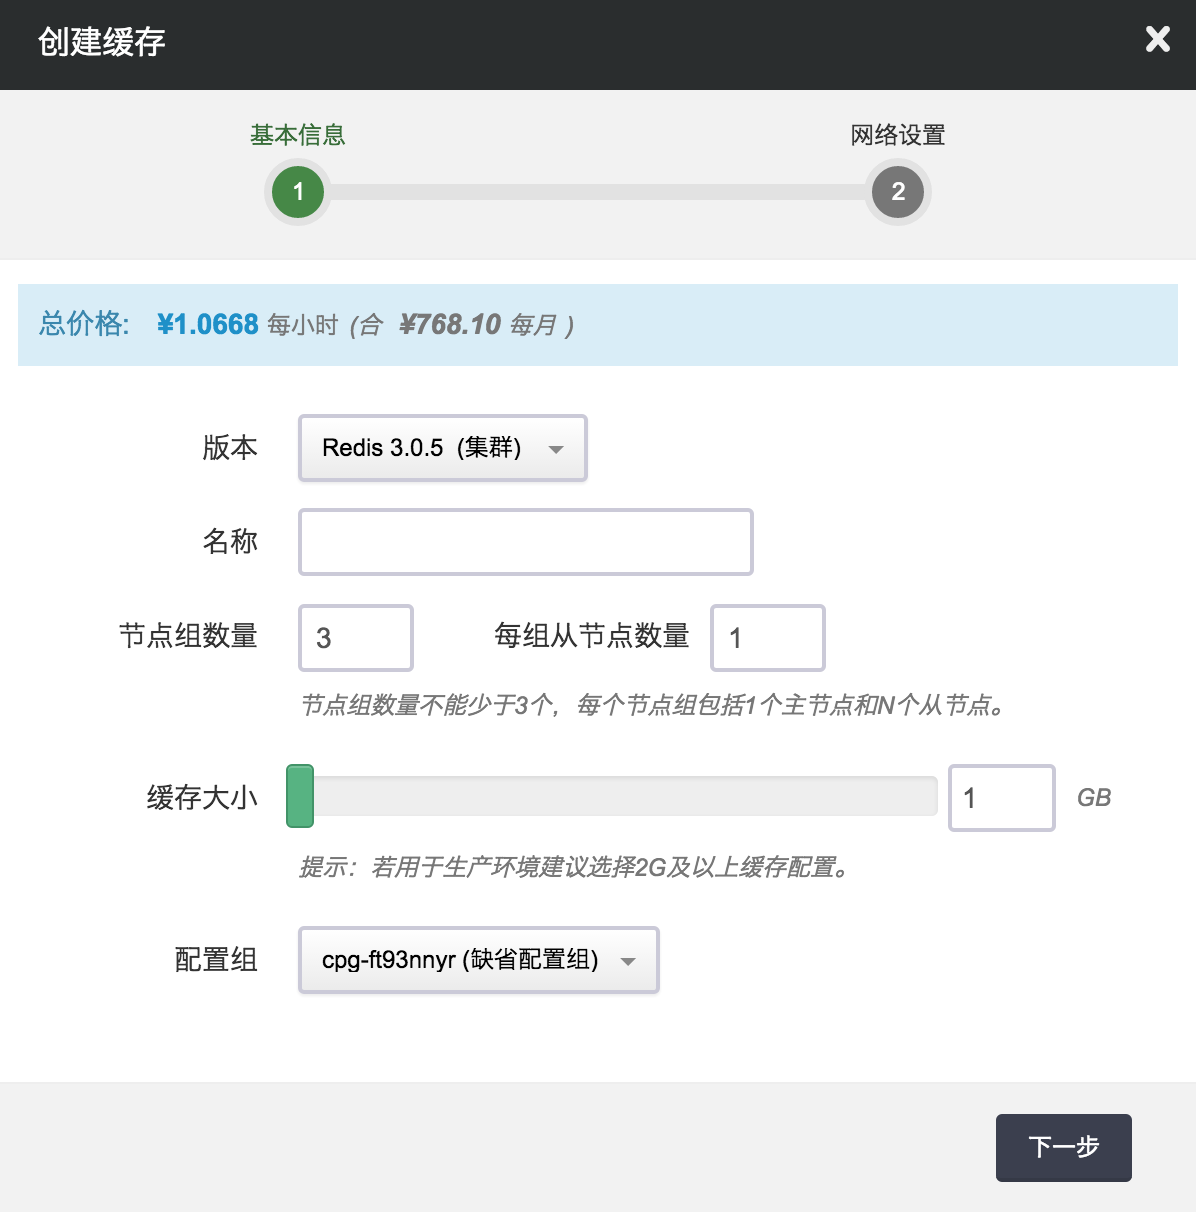 创建缓存
基本信息 网络设置
1 2
总价格: ¥1.0668 每小时 (合 ¥768.10 每月 )
版本 Redis 3.0.5 (集群)
名称
节点组数量 3 每组从节点数量 1
节点组数量不能少于3个，每个节点组包括1个主节点和N个从节点。
缓存大小 1 GB
提示：若用于生产环境建议选择2G及以上缓存配置。
配置组 cpg-ft93nnyr (缺省配置组)
下一步